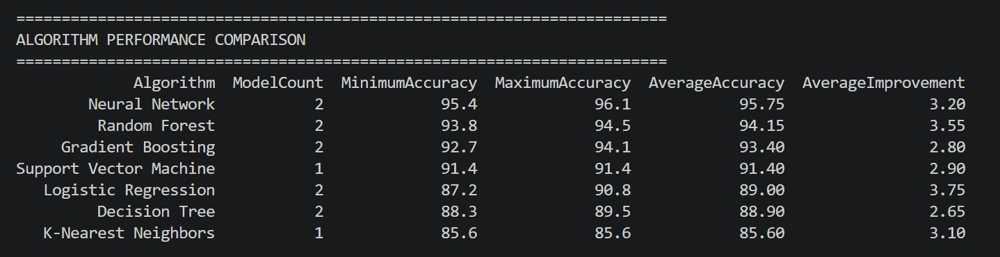 ========================================================================
ALGORITHM PERFORMANCE COMPARISON
========================================================================
             Algorithm  ModelCount  MinimumAccuracy  MaximumAccuracy  AverageAccuracy  AverageImprovement
        Neural Network           2             95.4             96.1            95.75                3.20
         Random Forest           2             93.8             94.5            94.15                3.55
     Gradient Boosting           2             92.7             94.1            93.40                2.80
Support Vector Machine           1             91.4             91.4            91.40                2.90
   Logistic Regression           2             87.2             90.8            89.00                3.75
         Decision Tree           2             88.3             89.5            88.90                2.65
   K-Nearest Neighbors           1             85.6             85.6            85.60                3.10